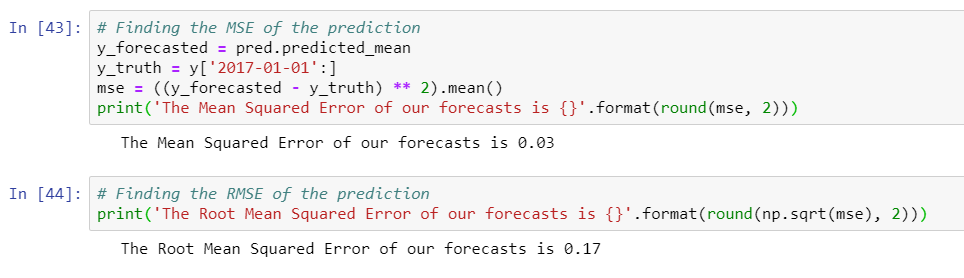 In [43]: # Finding the MSE of the prediction
y_forecasted = pred.predicted_mean
y_truth = y['2017-01-01':]
mse = ((y_forecasted - y_truth) ** 2).mean()
print('The Mean Squared Error of our forecasts is {}'.format(round(mse, 2)))
The Mean Squared Error of our forecasts is 0.03
In [44]: # Finding the RMSE of the prediction
print('The Root Mean Squared Error of our forecasts is {}'.format(round(np.sqrt(mse), 2)))
The Root Mean Squared Error of our forecasts is 0.17